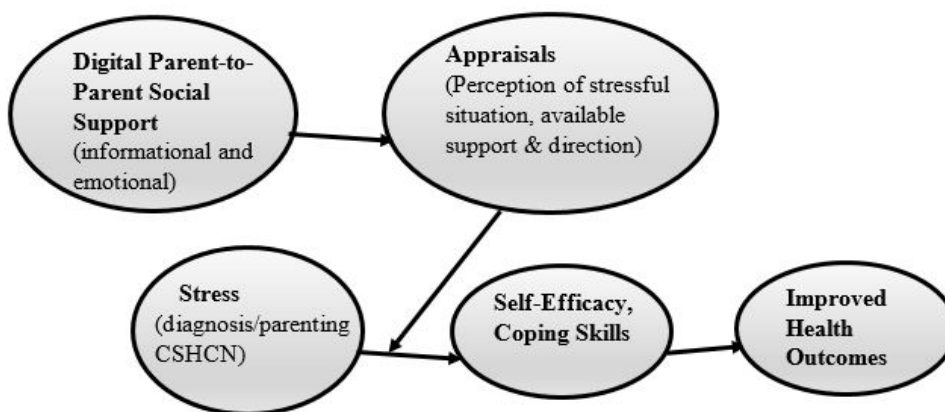 Digital Parent-to-
Parent Social
Support
(informational and
emotional)
Appraisals
(Perception of stressful
situation, available
support & direction)
Stress
(diagnosis/parenting
CSHCN)
Self-Efficacy,
Coping Skills
Improved
Health
Outcomes